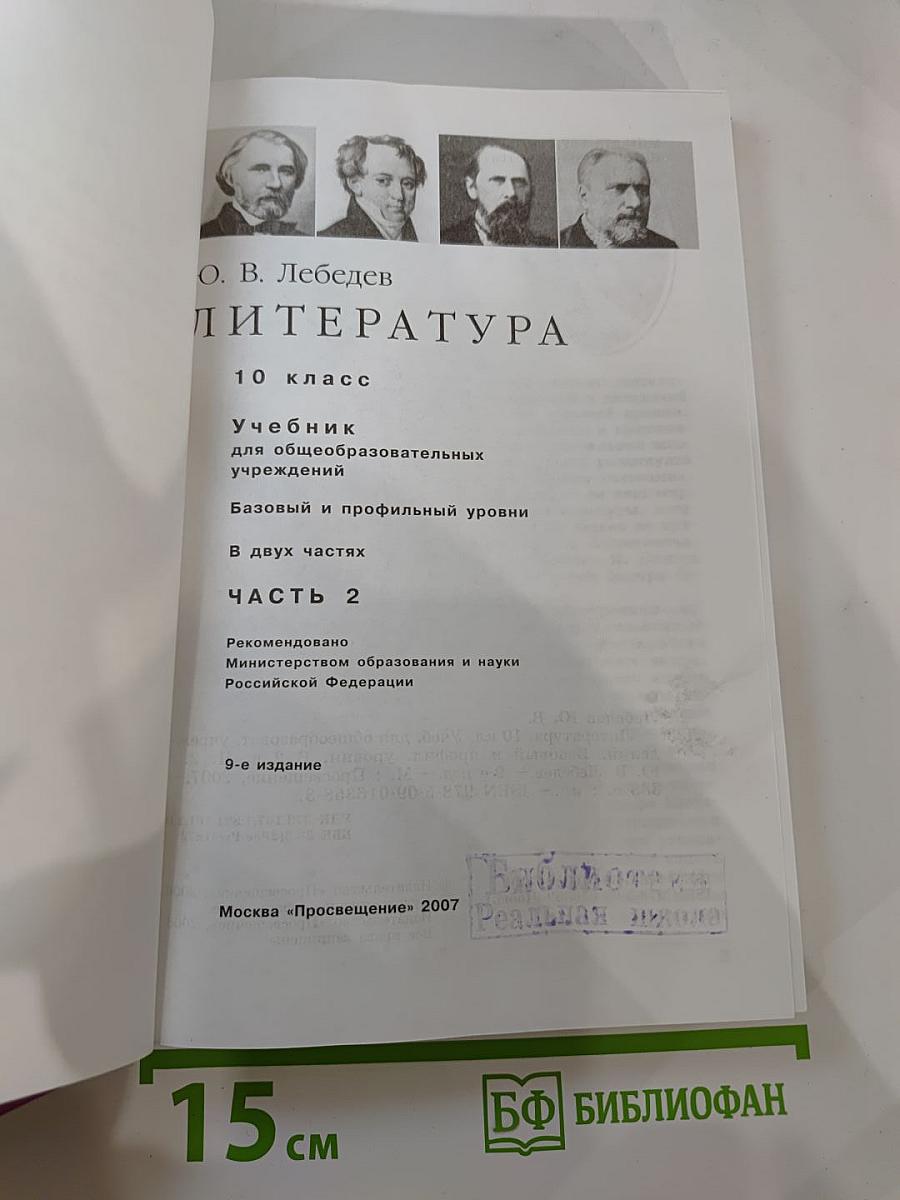 Ю. В. Лебедев
ЛИТЕРАТУРА
10 класс
Учебник
для общеобразовательных
учреждений
Базовый и профильный уровни
В двух частях
ЧАСТЬ 2
Рекомендовано
Министерством образования и науки
Российской Федерации
9-е издание
Москва «Просвещение» 2007
Библиотека
Реальная школа
15 см
БФ БИБЛИОФАН